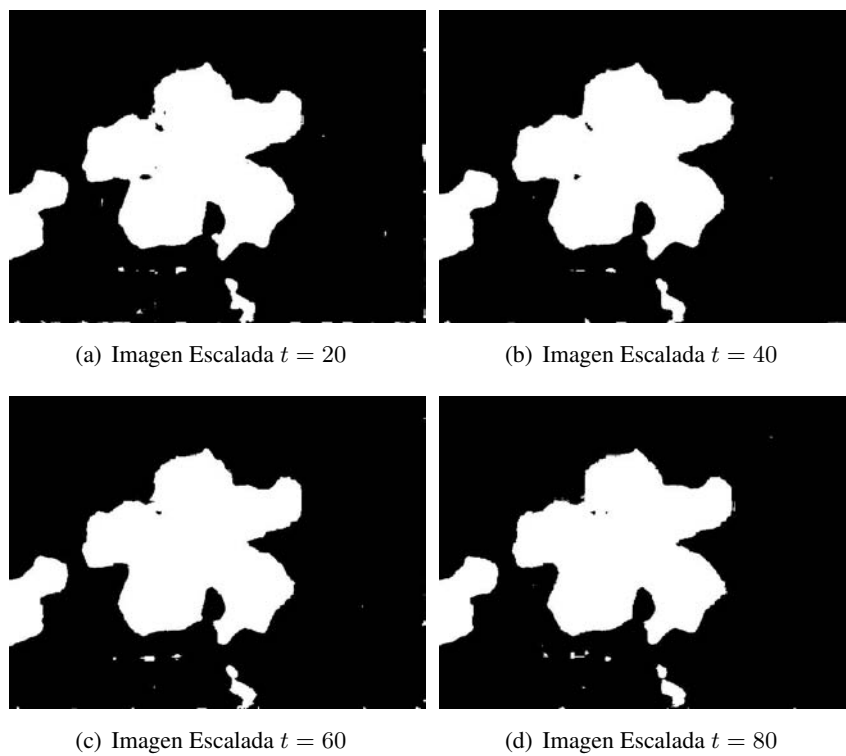 (a) Imagen Escalada t = 20
(b) Imagen Escalada t = 40
(c) Imagen Escalada t = 60
(d) Imagen Escalada t = 80